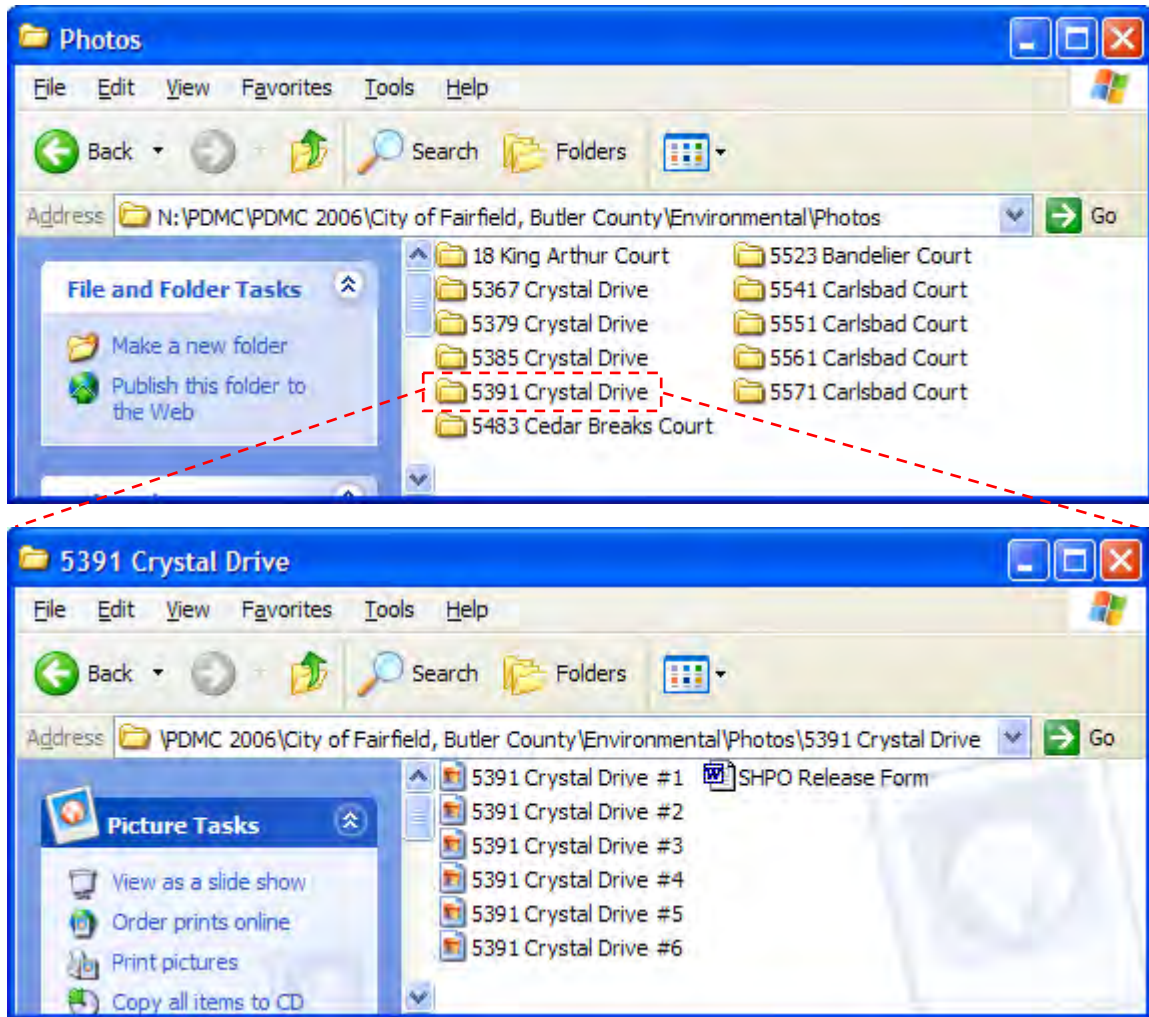 Photos
File Edit View Favorites Tools Help
Back Search Folders
Address N:\PDMC\PDMC 2006\City of Fairfield, Butler County\Environmental\Photos Go
File and Folder Tasks
Make a new folder
Publish this folder to
the Web
18 King Arthur Court
5367 Crystal Drive
5379 Crystal Drive
5385 Crystal Drive
5391 Crystal Drive
5483 Cedar Breaks Court
5523 Bandelier Court
5541 Carlsbad Court
5551 Carlsbad Court
5561 Carlsbad Court
5571 Carlsbad Court
5391 Crystal Drive
File Edit View Favorites Tools Help
Back Search Folders
Address \PDMC 2006\City of Fairfield, Butler County\Environmental\Photos\5391 Crystal Drive Go
Picture Tasks
View as a slide show
Order prints online
Print pictures
Copy all items to CD
5391 Crystal Drive #1
5391 Crystal Drive #2
5391 Crystal Drive #3
5391 Crystal Drive #4
5391 Crystal Drive #5
5391 Crystal Drive #6
SHPO Release Form